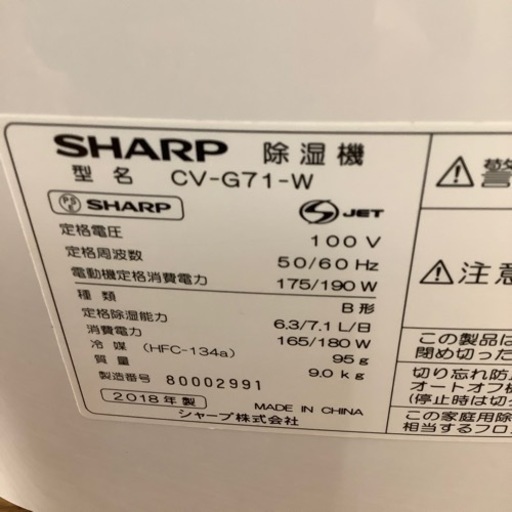 SHARP 除湿機
型名 CV-G71-W
PSE SHARP
S JET
定格電圧 100 V
定格周波数 50/60 Hz
電動機定格消費電力 175/190 W
種類 B形
定格除湿能力 6.3/7.1 L/日
消費電力 165/180 W
冷媒 (HFC-134a) 95g
質量 9.0 kg
製造番号 80002991
2018年製 MADE IN CHINA
シャープ株式会社
⚠警
⚠注意
この製品は
閉め切った
切り忘れ防
オートオフ機
(停止時は切
この家庭用除
相当するフロ